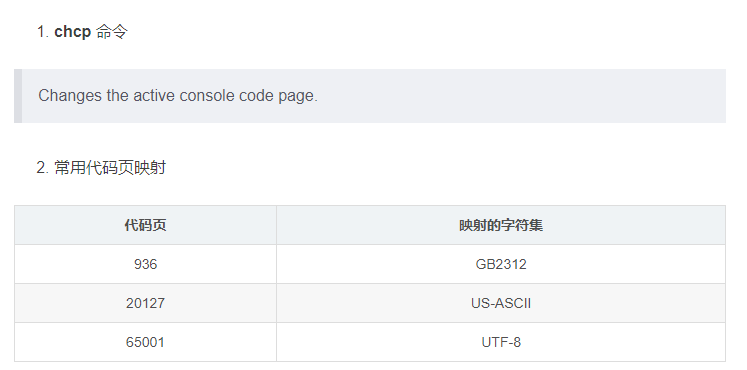 1. chcp 命令
Changes the active console code page.
2. 常用代码页映射
代码页 映射的字符集
936 GB2312
20127 US-ASCII
65001 UTF-8